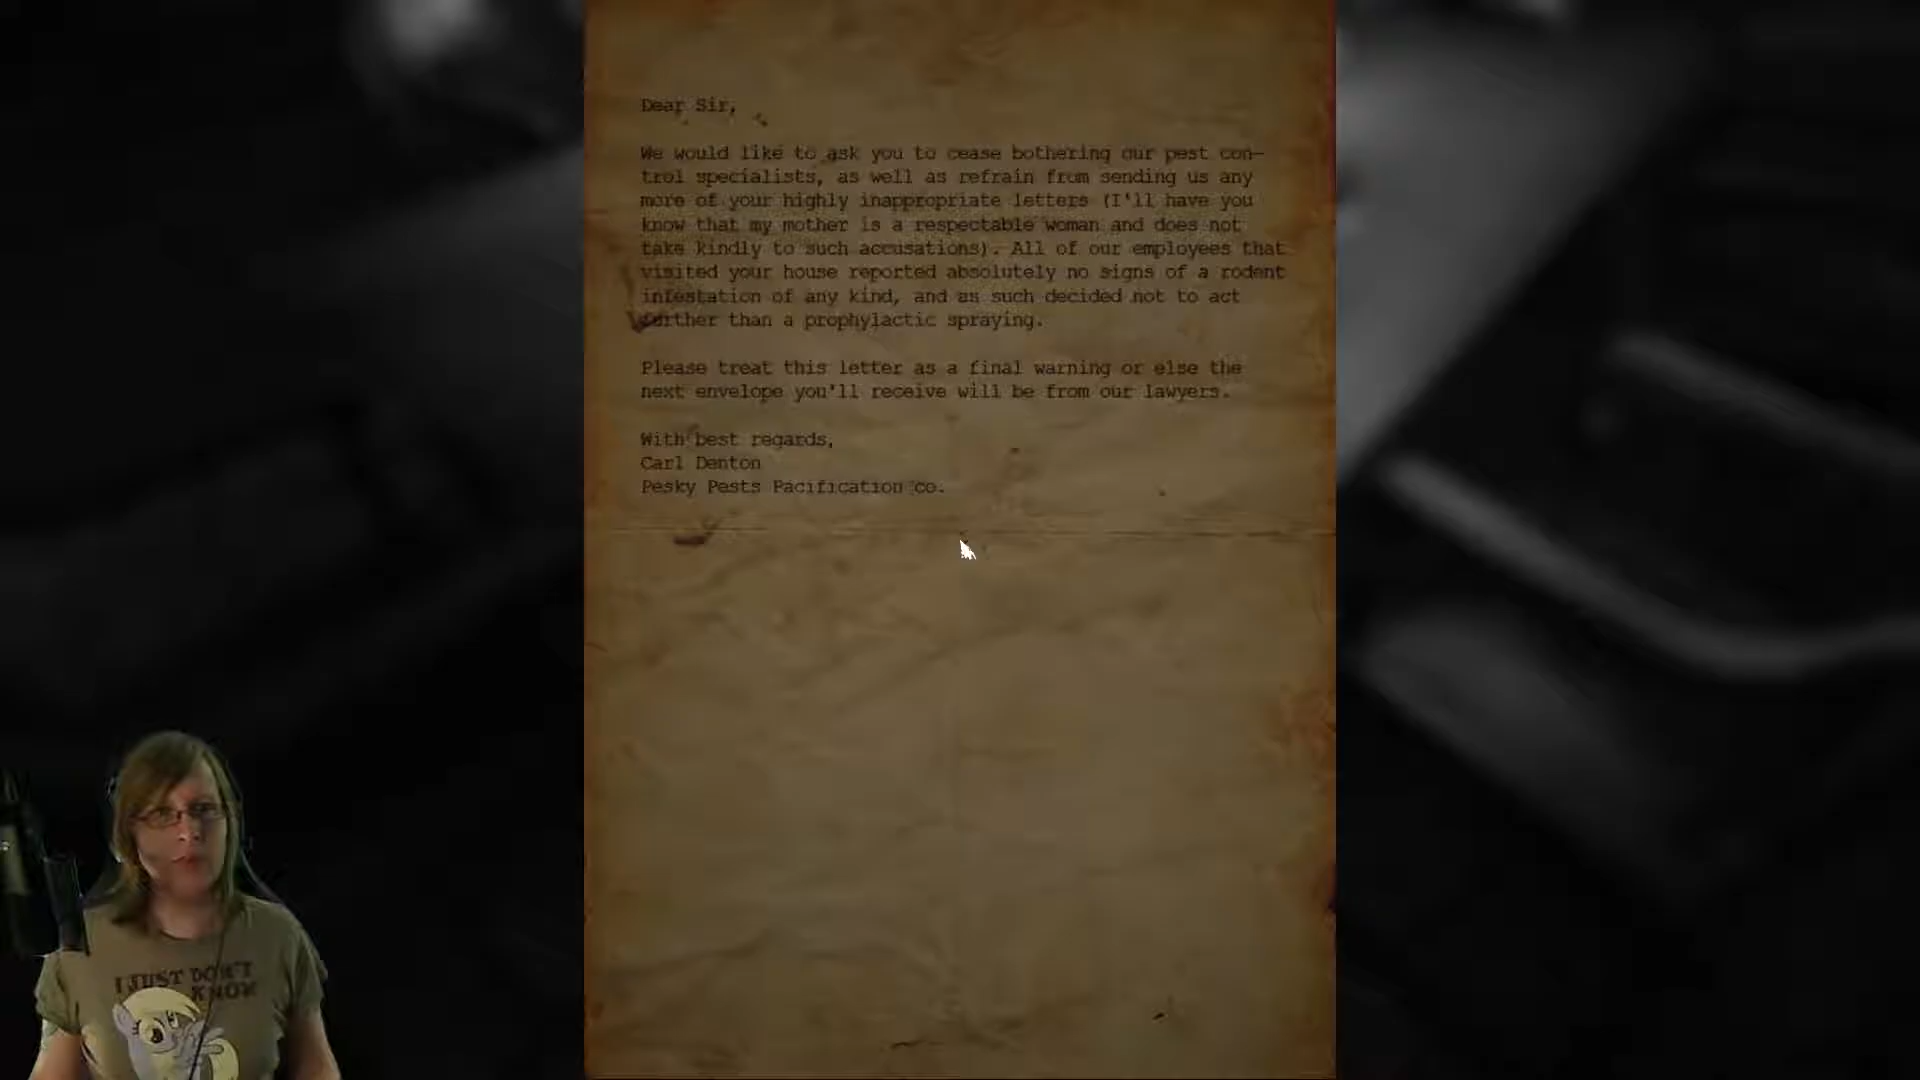 Dear Sir,
We would like to ask you to cease bothering our pest con-
trol specialists, as well as refrain from sending us any
more of your highly inappropriate letters (I'll have you
know that my mother is a respectable woman and does not
take kindly to such accusations). All of our employees that
visited your house reported absolutely no signs of a rodent
infestation of any kind, and as such decided not to act
further than a prophylactic spraying.
Please treat this letter as a final warning or else the
next envelope you'll receive will be from our lawyers.
With best regards,
Carl Denton
Pesky Pests Pacification co.
I JUST DON'T
KNOW